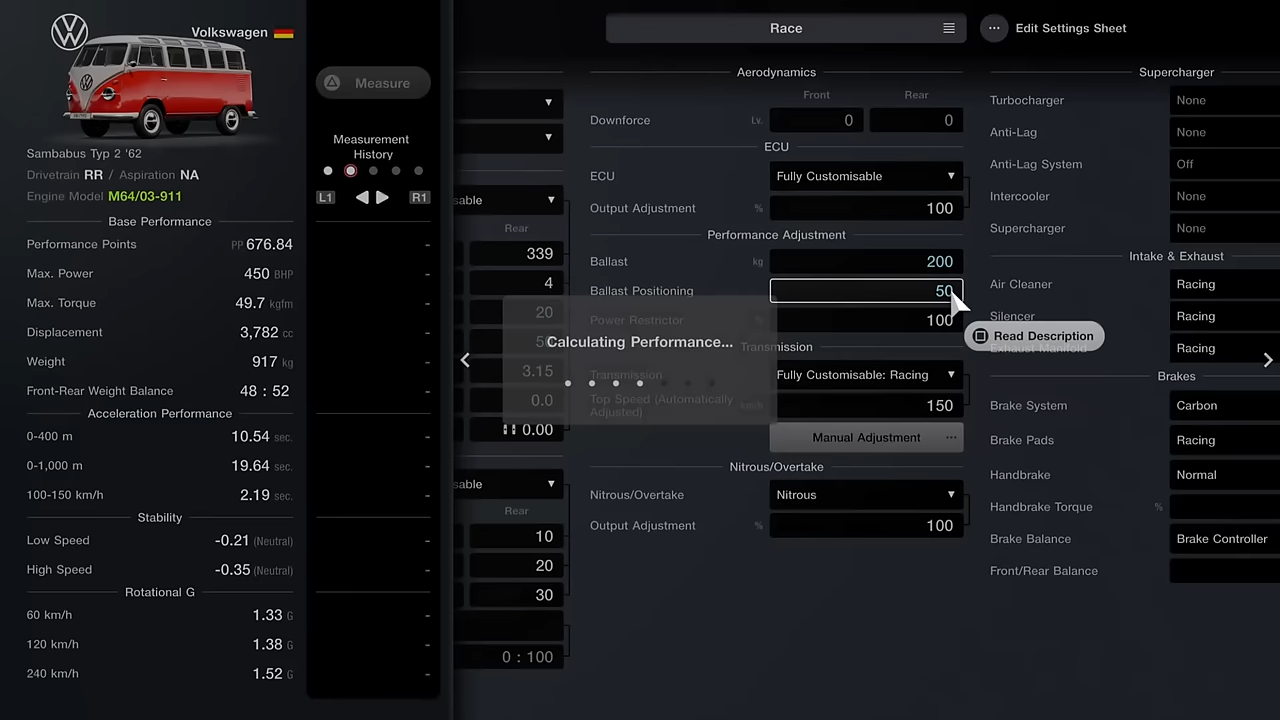 Volkswagen
Sambabus Typ 2 '62
Drivetrain RR / Aspiration NA
Engine Model M64/03-911
Base Performance
Performance Points PP 676.84
Max. Power 450 BHP
Max. Torque 49.7 kgfm
Displacement 3,782 cc
Weight 917 kg
Front-Rear Weight Balance 48 : 52
Acceleration Performance
0-400 m 10.54 sec.
0-1,000 m 19.64 sec.
100-150 km/h 2.19 sec.
Stability
Low Speed -0.21 (Neutral)
High Speed -0.35 (Neutral)
Rotational G
60 km/h 1.33 G
120 km/h 1.38 G
240 km/h 1.52 G
Measure
Measurement
History
L1 R1
-
-
-
-
-
-
-
-
-
-
-
-
-
-
sable
Rear
339
4
20
3.15
0.0
0.00
sable
Rear
10
20
30
0 : 100
Race
Edit Settings Sheet
Aerodynamics
Front Rear
Downforce Lv. 0 0
ECU
ECU Fully Customisable
Output Adjustment % 100
Performance Adjustment
Ballast kg 200
Ballast Positioning 50
Power Restrictor % 100
Calculating Performance...
Transmission
Transmission Fully Customisable: Racing
Top Speed (Automatically
Adjusted) km/h 150
Manual Adjustment ...
Nitrous/Overtake
Nitrous/Overtake Nitrous
Output Adjustment % 100
Supercharger
Turbocharger None
Anti-Lag None
Anti-Lag System Off
Intercooler None
Supercharger None
Intake & Exhaust
Air Cleaner Racing
Silencer Racing
Read Description
Exhaust Manifold Racing
Brakes
Brake System Carbon
Brake Pads Racing
Handbrake Normal
Handbrake Torque %
Brake Balance Brake Controller
Front/Rear Balance